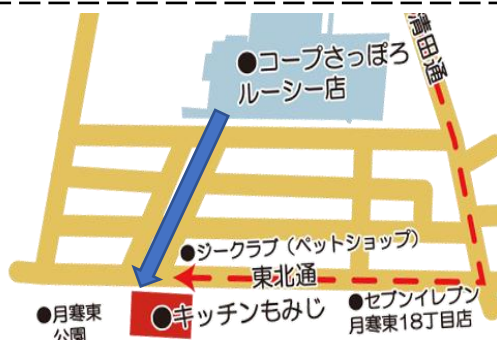 ●コープさっぽろ
ルーシー店
清田通
●ジークラブ（ペットショップ）
東北通
●月寒東
公園
●キッチンもみじ
●セブンイレブン
月寒東18丁目店